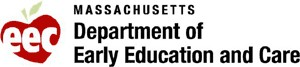 eec
MASSACHUSETTS
Department of
Early Education and Care